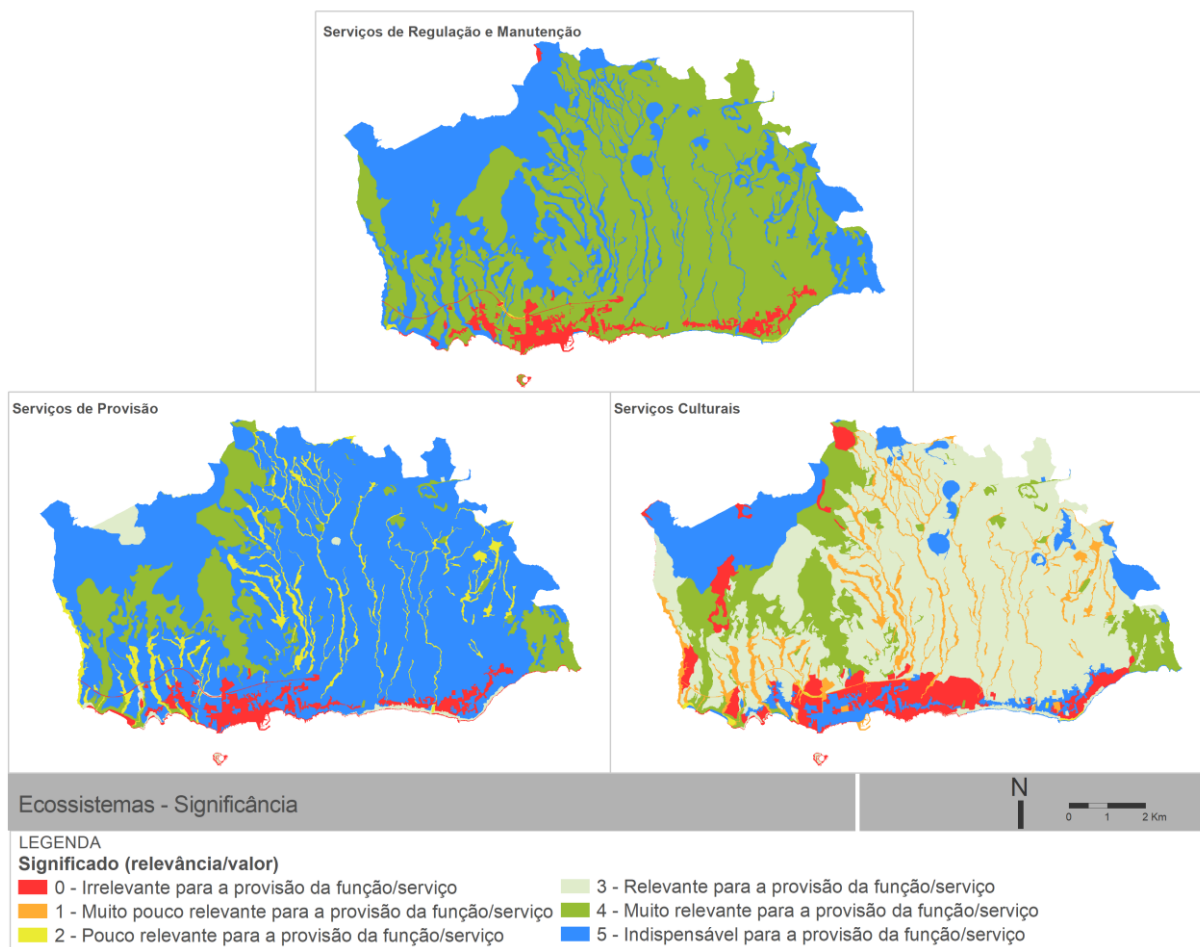 Serviços de Regulação e Manutenção
Serviços de Provisão
Serviços Culturais
Ecossistemas - Significância
N
0 1 2 Km
LEGENDA
Significado (relevância/valor)
0 - Irrelevante para a provisão da função/serviço
1 - Muito pouco relevante para a provisão da função/serviço
2 - Pouco relevante para a provisão da função/serviço
3 - Relevante para a provisão da função/serviço
4 - Muito relevante para a provisão da função/serviço
5 - Indispensável para a provisão da função/serviço